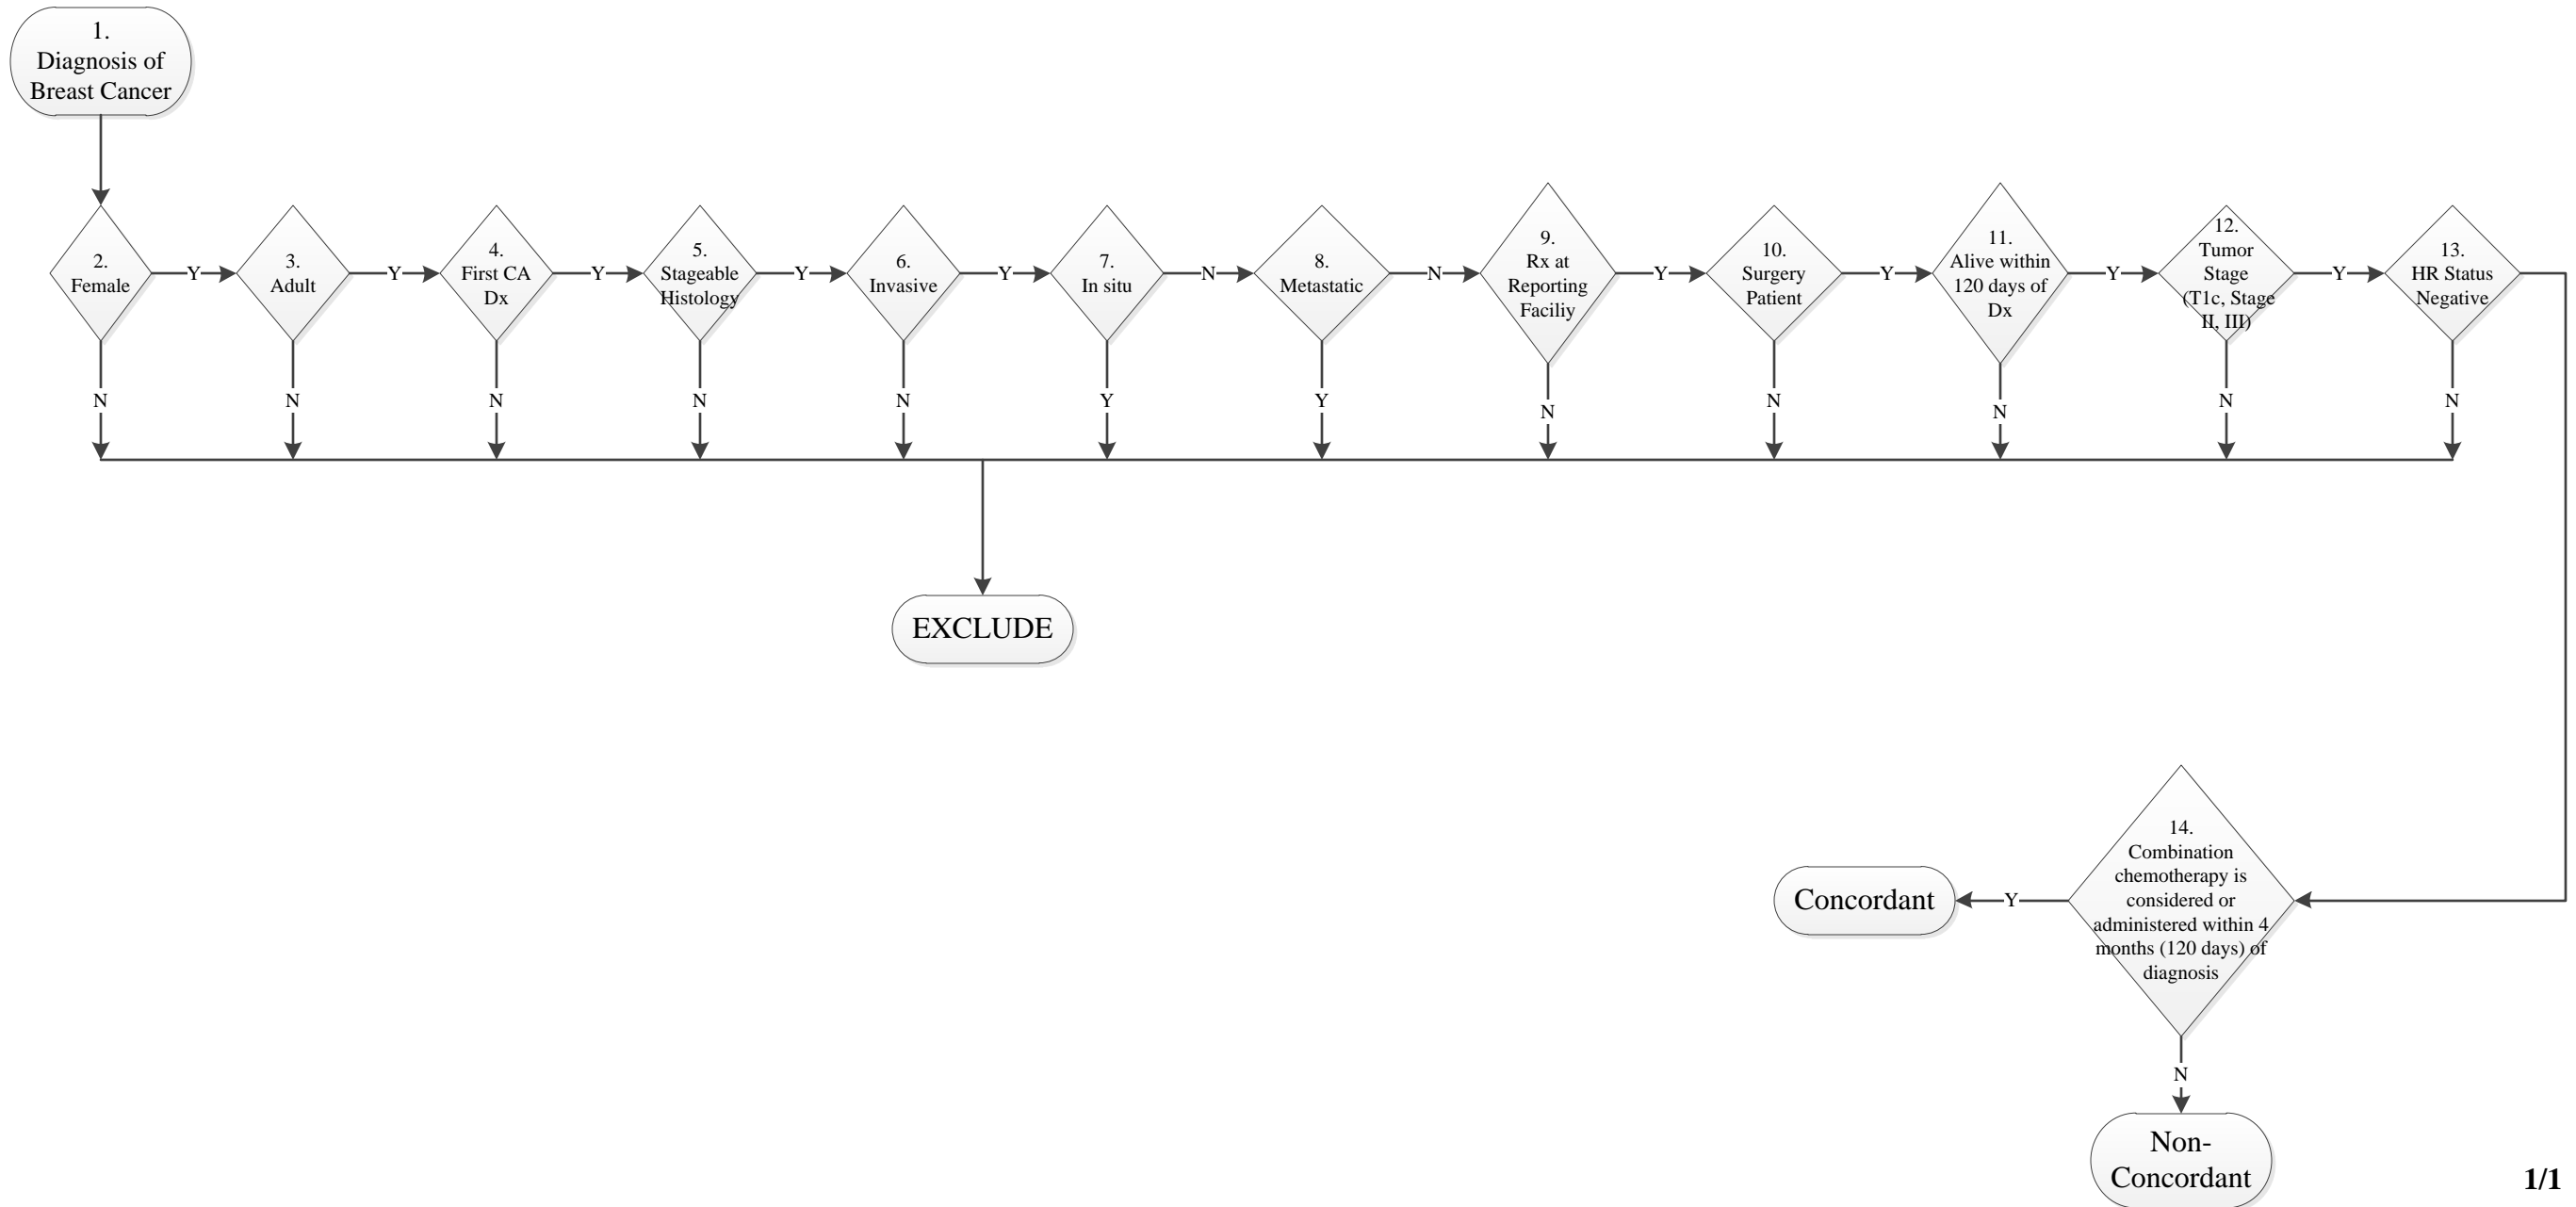 1.
Diagnosis of
Breast Cancer
2.
Female
Y
3.
Adult
Y
4.
First CA
Dx
Y
5.
Stageable
Histology
Y
6.
Invasive
Y
7.
In situ
N
8.
Metastatic
N
9.
Rx at
Reporting
Faciliy
Y
10.
Surgery
Patient
Y
11.
Alive within
120 days of
Dx
Y
12.
Tumor
Stage
(T1c, Stage
II, III)
Y
13.
HR Status
Negative
N
N
N
N
N
Y
Y
N
N
N
N
N
EXCLUDE
14.
Combination
chemotherapy is
considered or
administered within 4
months (120 days) of
diagnosis
Y
Concordant
N
Non-
Concordant
1/1